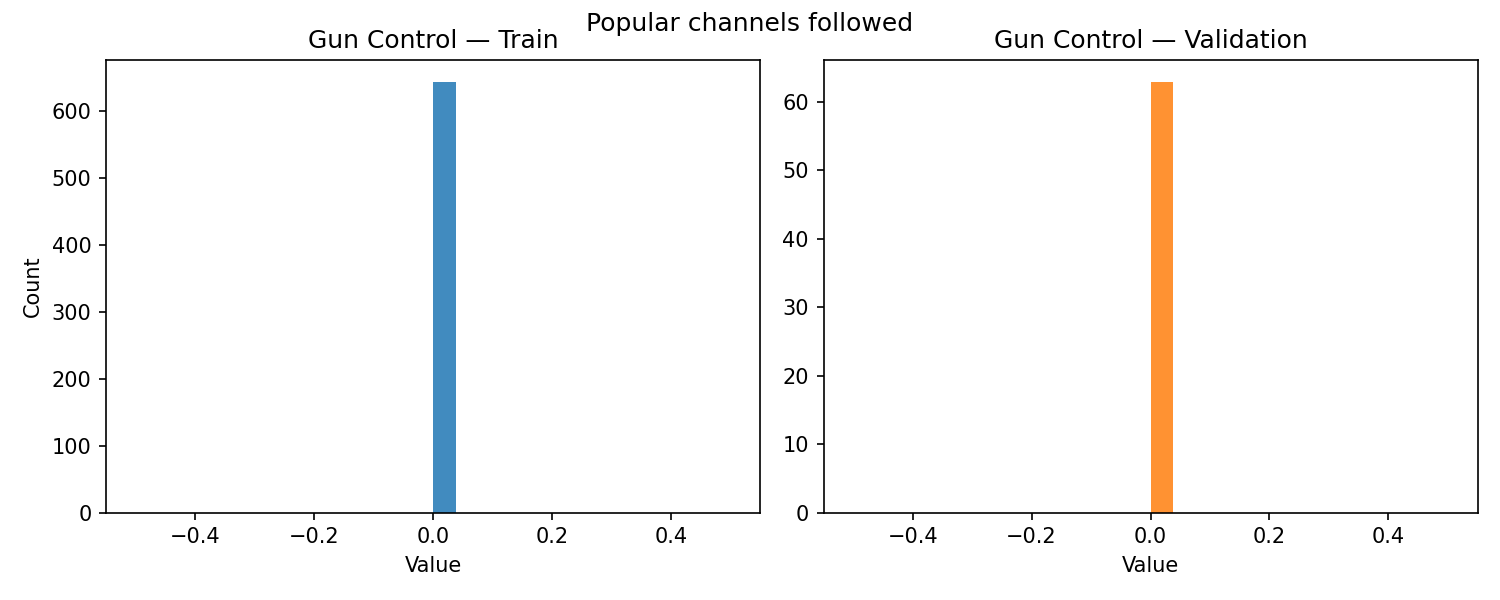 Popular channels followed
Gun Control — Train
Gun Control — Validation
Count
600
500
400
300
200
100
0
−0.4 −0.2 0.0 0.2 0.4
Value
60
50
40
30
20
10
0
−0.4 −0.2 0.0 0.2 0.4
Value